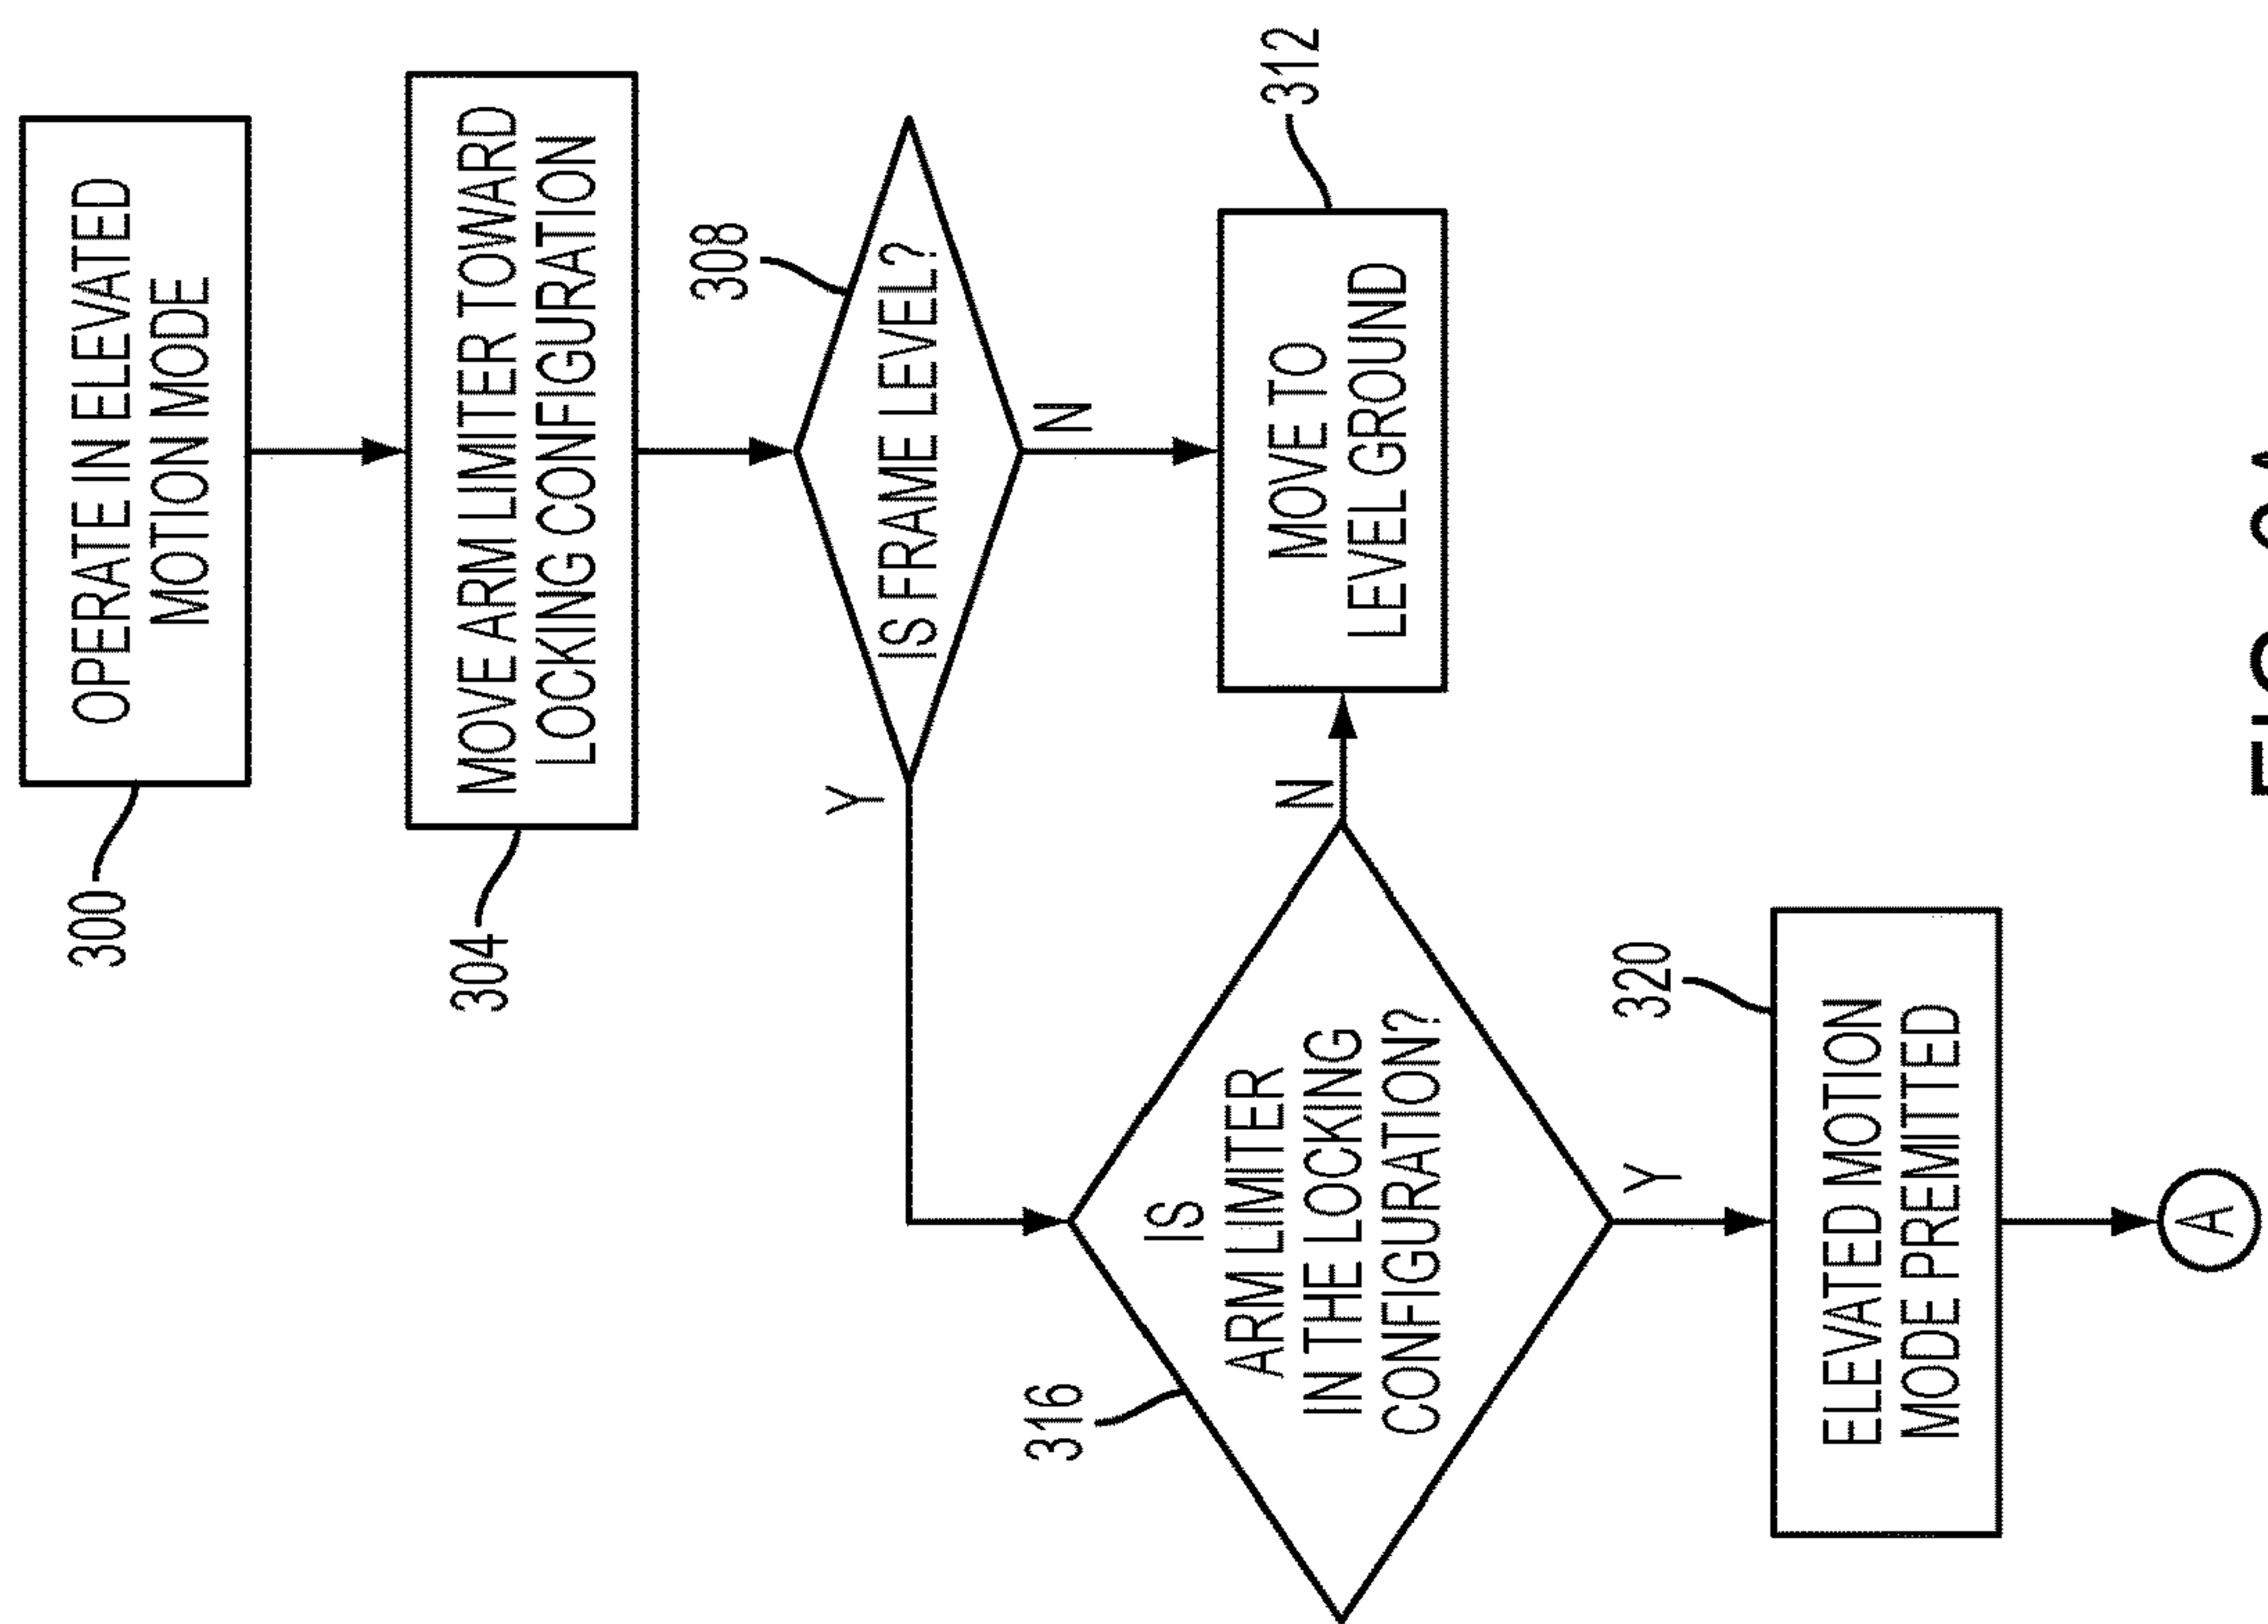 300
OPERATE IN ELEVATED
MOTION MODE
304
MOVE ARM LIMITER TOWARD
LOCKING CONFIGURATION
308
IS FRAME LEVEL?
Y
N
312
MOVE TO
LEVEL GROUND
316
IS
ARM LIMITER
IN THE LOCKING
CONFIGURATION?
N
Y
320
ELEVATED MOTION
MODE PREMITTED
A